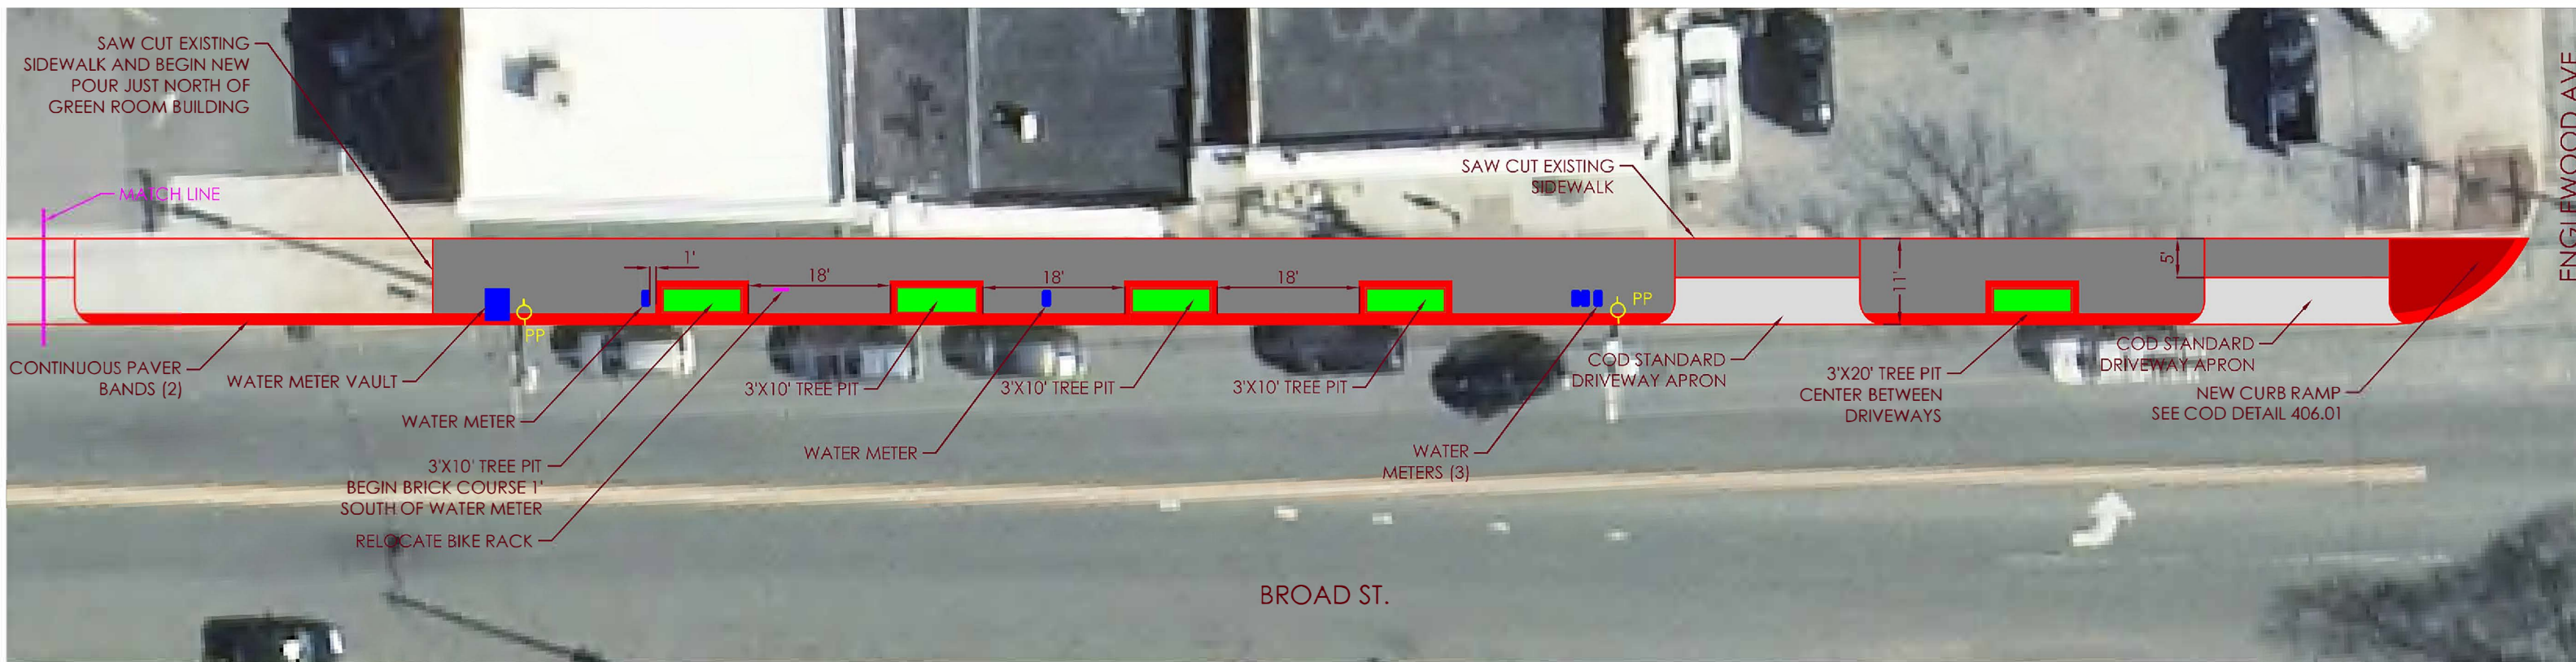 SAW CUT EXISTING
SIDEWALK AND BEGIN NEW
POUR JUST NORTH OF
GREEN ROOM BUILDING
MATCH LINE
SAW CUT EXISTING
SIDEWALK
ENGLEWOOD AVE
1'
18'
18'
18'
11'
5'
PP
PP
CONTINUOUS PAVER
BANDS (2)
WATER METER VAULT
WATER METER
3'X10' TREE PIT
BEGIN BRICK COURSE 1'
SOUTH OF WATER METER
RELOCATE BIKE RACK
3'X10' TREE PIT
WATER METER
3'X10' TREE PIT
3'X10' TREE PIT
WATER
METERS (3)
COD STANDARD
DRIVEWAY APRON
3'X20' TREE PIT
CENTER BETWEEN
DRIVEWAYS
COD STANDARD
DRIVEWAY APRON
NEW CURB RAMP
SEE COD DETAIL 406.01
BROAD ST.